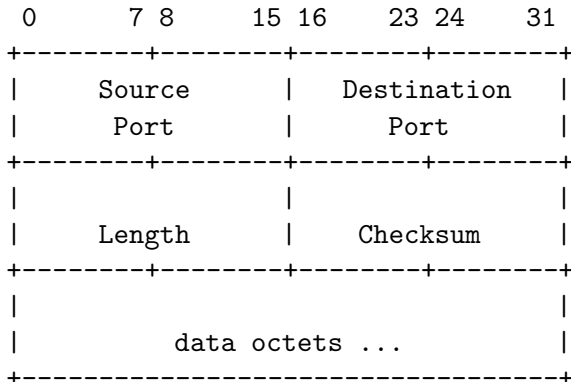 0      7 8     15 16    23 24    31
+--------+--------+--------+--------+
|     Source      |   Destination   |
|      Port       |      Port       |
+--------+--------+--------+--------+
|                 |                 |
|     Length      |    Checksum     |
+--------+--------+--------+--------+
|                                   |
|          data octets ...          |
+-----------------------------------+